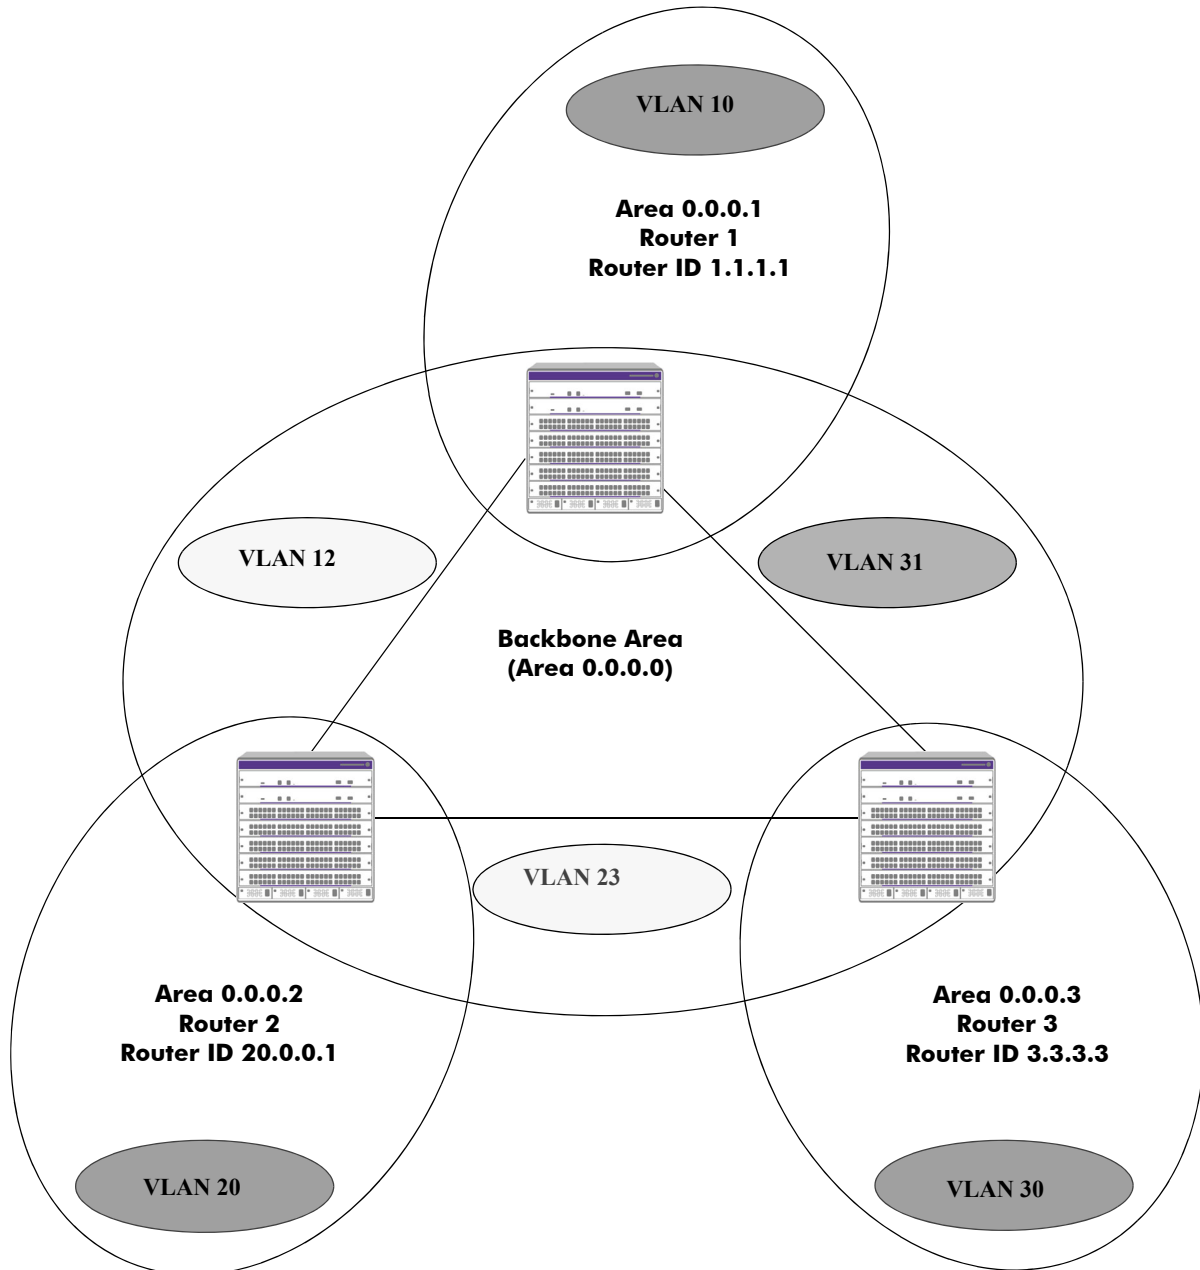 VLAN 10
Area 0.0.0.1
Router 1
Router ID 1.1.1.1
VLAN 12
VLAN 31
Backbone Area
(Area 0.0.0.0)
VLAN 23
Area 0.0.0.2
Router 2
Router ID 20.0.0.1
Area 0.0.0.3
Router 3
Router ID 3.3.3.3
VLAN 20
VLAN 30